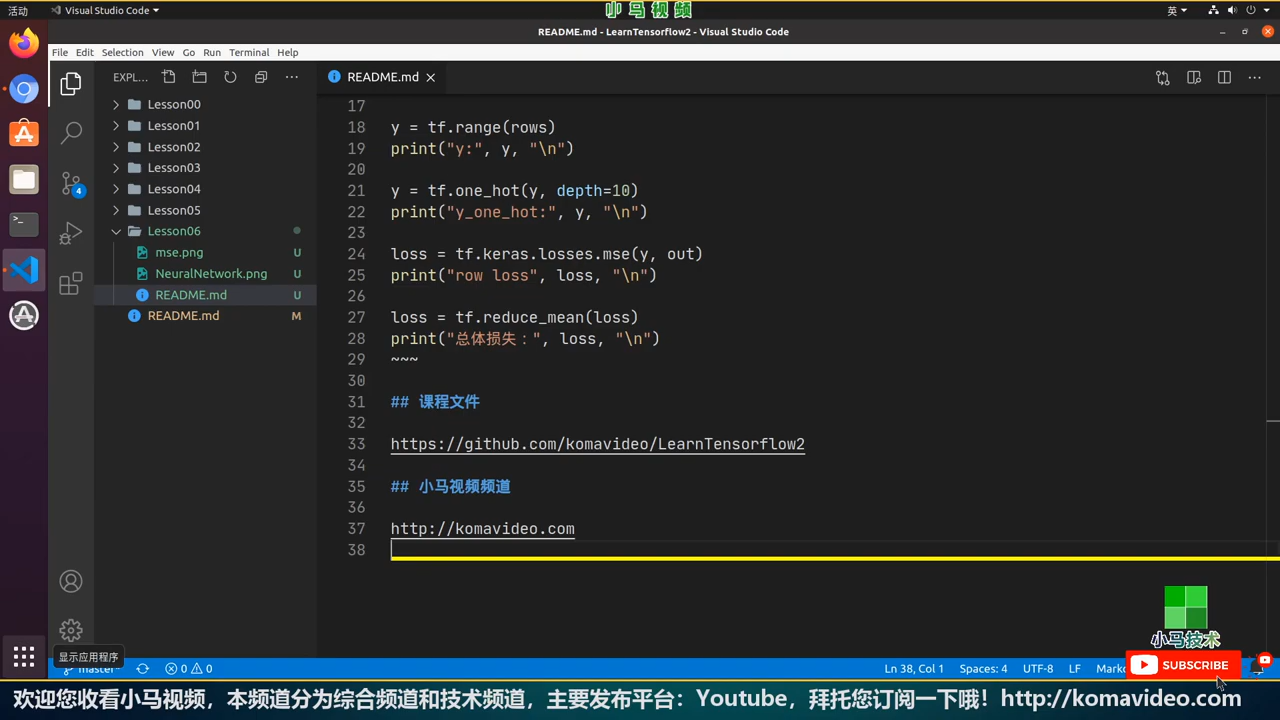 活动
Visual Studio Code
小马视频
英
README.md - LearnTensorflow2 - Visual Studio Code
File Edit Selection View Go Run Terminal Help
EXPL...
README.md
Lesson00
Lesson01
Lesson02
Lesson03
Lesson04
Lesson05
Lesson06
mse.png U
NeuralNetwork.png U
README.md U
README.md M
4
17
18 y = tf.range(rows)
19 print("y:", y, "\n")
20
21 y = tf.one_hot(y, depth=10)
22 print("y_one_hot:", y, "\n")
23
24 loss = tf.keras.losses.mse(y, out)
25 print("row loss", loss, "\n")
26
27 loss = tf.reduce_mean(loss)
28 print("总体损失：", loss, "\n")
29 ~~~
30
31 ## 课程文件
32
33 https://github.com/komavideo/LearnTensorflow2
34
35 ## 小马视频频道
36
37 http://komavideo.com
38
小马技术
SUBSCRIBE
显示应用程序
0 0
Ln 38, Col 1 Spaces: 4 UTF-8 LF
欢迎您收看小马视频，本频道分为综合频道和技术频道，主要发布平台：Youtube，拜托您订阅一下哦！http://komavideo.com